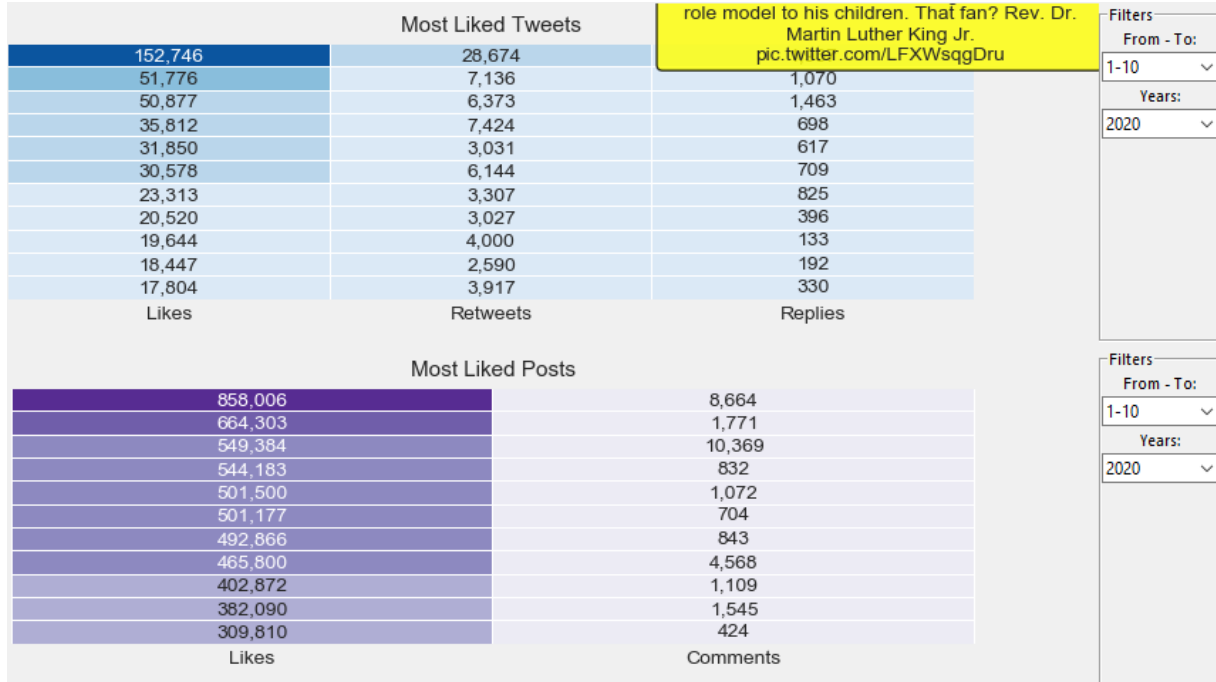 Most Liked Tweets
role model to his children. That fan? Rev. Dr.
Martin Luther King Jr.
pic.twitter.com/LFXWsqgDru
152,746 28,674
51,776 7,136 1,070
50,877 6,373 1,463
35,812 7,424 698
31,850 3,031 617
30,578 6,144 709
23,313 3,307 825
20,520 3,027 396
19,644 4,000 133
18,447 2,590 192
17,804 3,917 330
Likes Retweets Replies
Filters
From - To:
1-10
Years:
2020
Most Liked Posts
858,006 8,664
664,303 1,771
549,384 10,369
544,183 832
501,500 1,072
501,177 704
492,866 843
465,800 4,568
402,872 1,109
382,090 1,545
309,810 424
Likes Comments
Filters
From - To:
1-10
Years:
2020